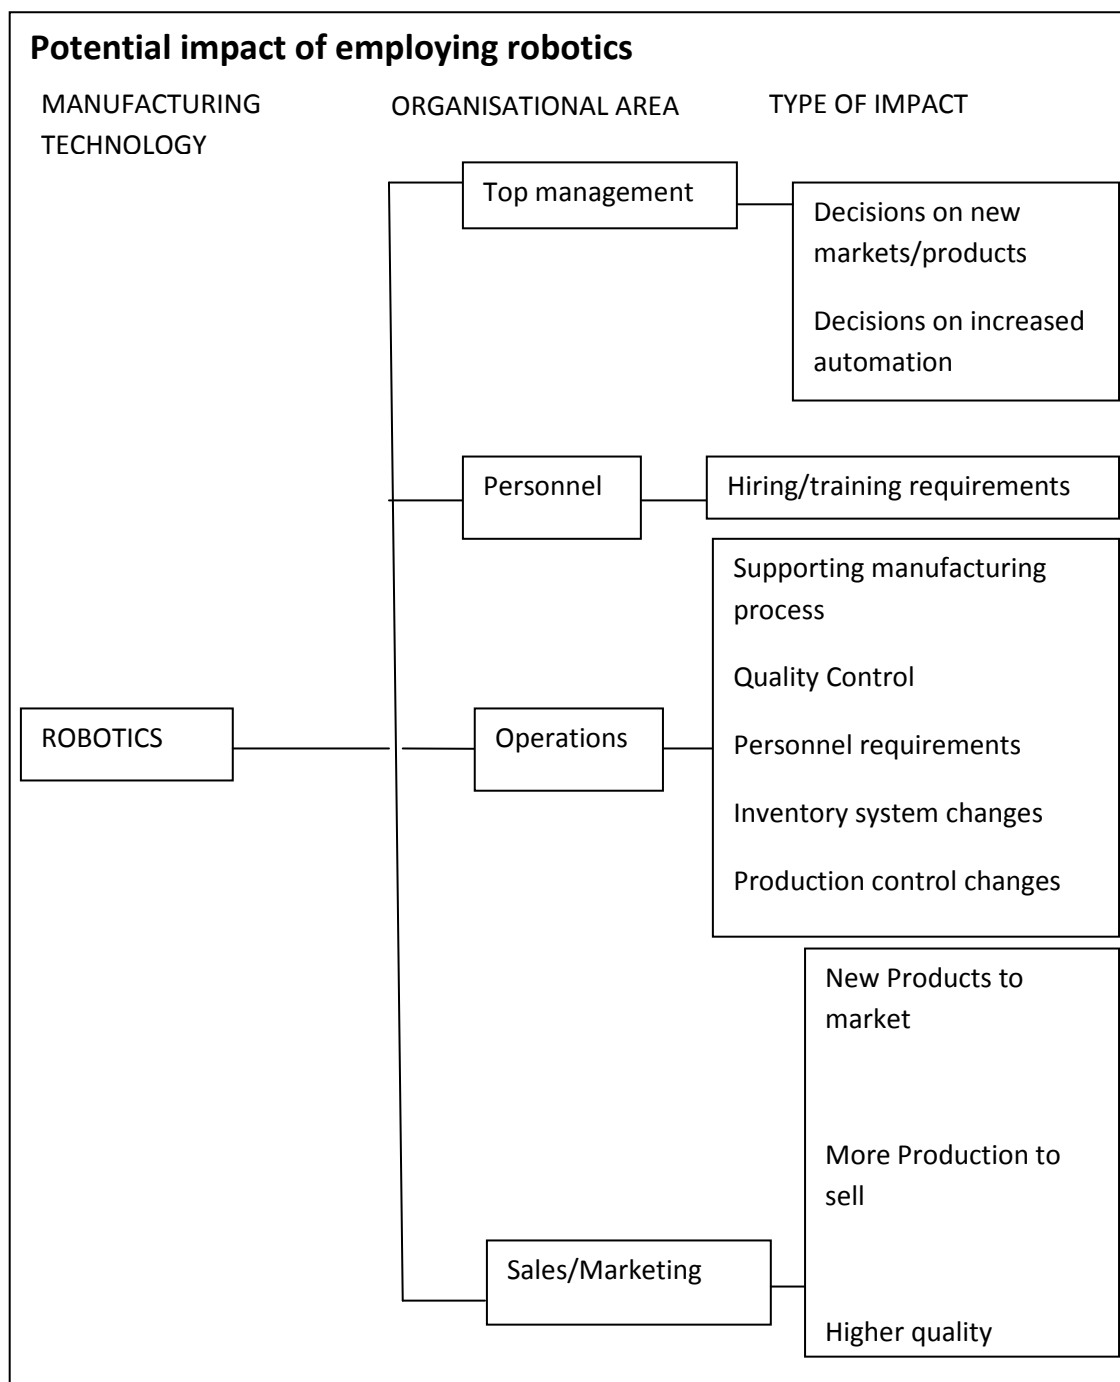 Potential impact of employing robotics
MANUFACTURING
TECHNOLOGY
ORGANISATIONAL AREA
TYPE OF IMPACT
Top management
Decisions on new
markets/products
Decisions on increased
automation
Personnel
Hiring/training requirements
ROBOTICS
Operations
Supporting manufacturing
process
Quality Control
Personnel requirements
Inventory system changes
Production control changes
Sales/Marketing
New Products to
market
More Production to
sell
Higher quality